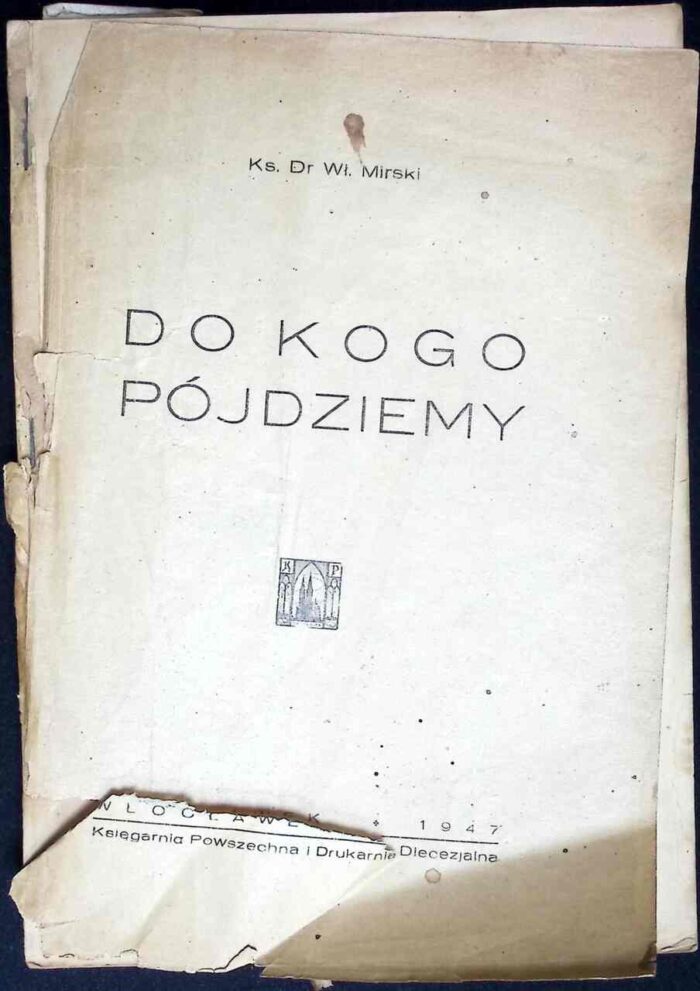 Ks. Dr Wł. Mirski
DO KOGO
PÓJDZIEMY
K P
WŁOCŁAWEK * 1947
Księgarnia Powszechna i Drukarnia Diecezjalna